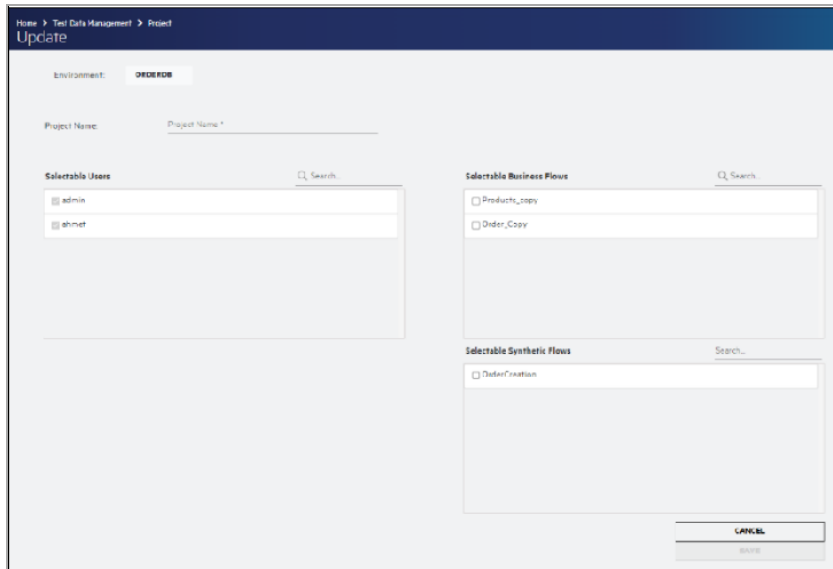 Home > Test Data Management > Project
Update
Environment: ORDERDB
Project Name: Project Name *
Selectable Users Search...
admin
ahmet
Selectable Business Flows Search...
Products_copy
Order_Copy
Selectable Synthetic Flows Search...
OrderCreation
CANCEL
SAVE